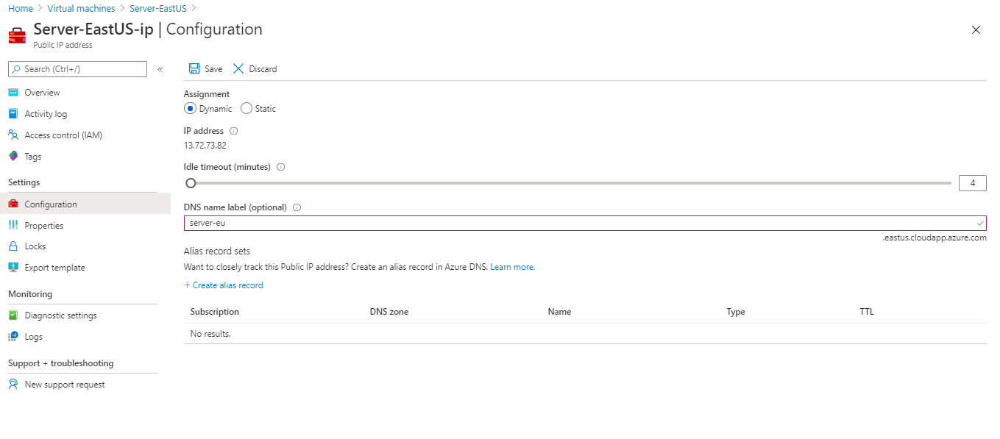 Home > Virtual machines > Server-EastUS >
Server-EastUS-ip | Configuration
Public IP address
Search (Ctrl+/)
«
Save
Discard
Overview
Activity log
Access control (IAM)
Tags
Settings
Configuration
Properties
Locks
Export template
Monitoring
Diagnostic settings
Logs
Support + troubleshooting
New support request
Assignment
Dynamic
Static
IP address
13.72.73.82
Idle timeout (minutes)
4
DNS name label (optional)
server-eu
.eastus.cloudapp.azure.com
Alias record sets
Want to closely track this Public IP address? Create an alias record in Azure DNS. Learn more.
+ Create alias record
Subscription DNS zone Name Type TTL
No results.